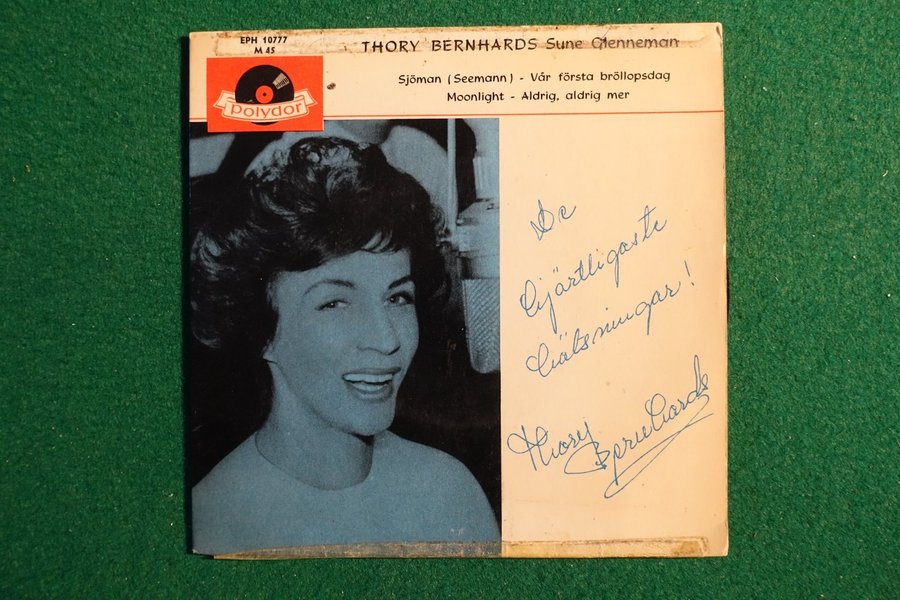 EPH 10777
M 45
THORY BERNHARDS Sune Glenneman
polydor
Sjöman (Seemann) - Vår första bröllopsdag
Moonlight - Aldrig, aldrig mer
De
hjärtligaste
hälsningar!
Thory
Bernhards